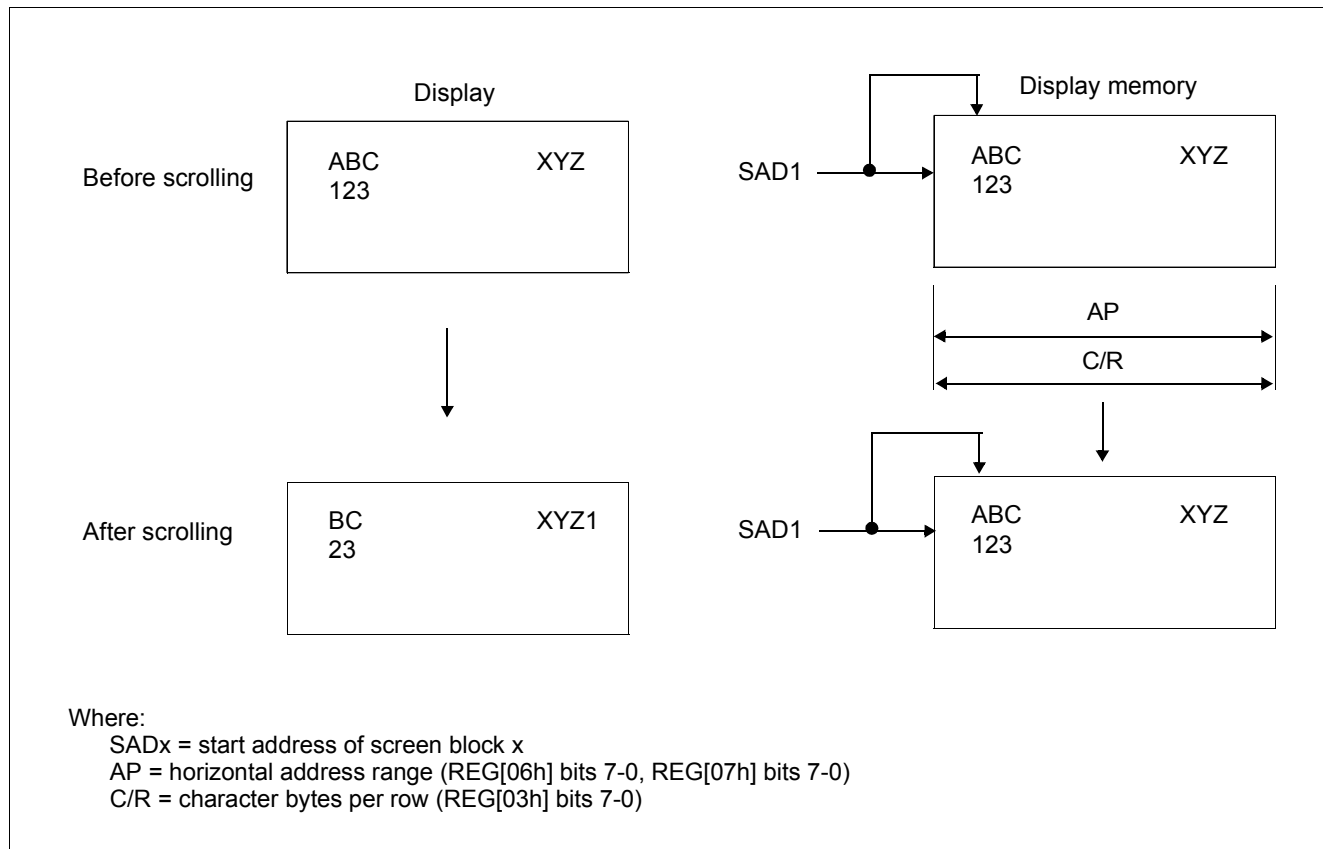 Display
Display memory
Before scrolling
ABC
XYZ
123
SAD1
ABC
XYZ
123
AP
C/R
After scrolling
BC
XYZ1
23
SAD1
ABC
XYZ
123
Where:
SADx = start address of screen block x
AP = horizontal address range (REG[06h] bits 7-0, REG[07h] bits 7-0)
C/R = character bytes per row (REG[03h] bits 7-0)